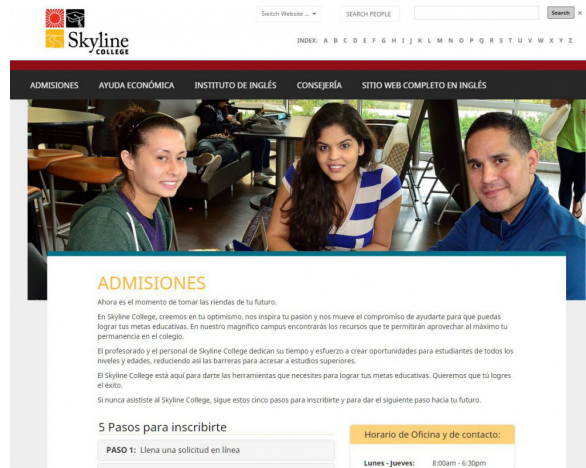 Skyline
COLLEGE
Switch Website ...
SEARCH PEOPLE
Search
×
INDEX: A B C D E F G H I J K L M N O P Q R S T U V W X Y Z
ADMISIONES AYUDA ECONÓMICA INSTITUTO DE INGLÉS CONSEJERÍA SITIO WEB COMPLETO EN INGLÉS
ADMISIONES
Ahora es el momento de tomar las riendas de tu futuro.
En Skyline College, creemos en tu optimismo, nos inspira tu pasión y nos mueve el compromiso de ayudarte para que puedas
lograr tus metas educativas. En nuestro magnífico campus encontrarás los recursos que te permitirán aprovechar al máximo tu
permanencia en el colegio.
El profesorado y el personal de Skyline College dedican su tiempo y esfuerzo a crear oportunidades para estudiantes de todos los
niveles y edades, reduciendo así las barreras para acceder a estudios superiores.
El Skyline College está aquí para darte las herramientas que necesites para lograr tus metas educativas. Queremos que tú logres
el éxito.
Si nunca asististe al Skyline College, sigue estos cinco pasos para inscribirte y para dar el siguiente paso hacia tu futuro.
5 Pasos para inscribirte
PASO 1: Llena una solicitud en línea
Horario de Oficina y de contacto:
Lunes - Jueves: 8:00am - 6:30pm